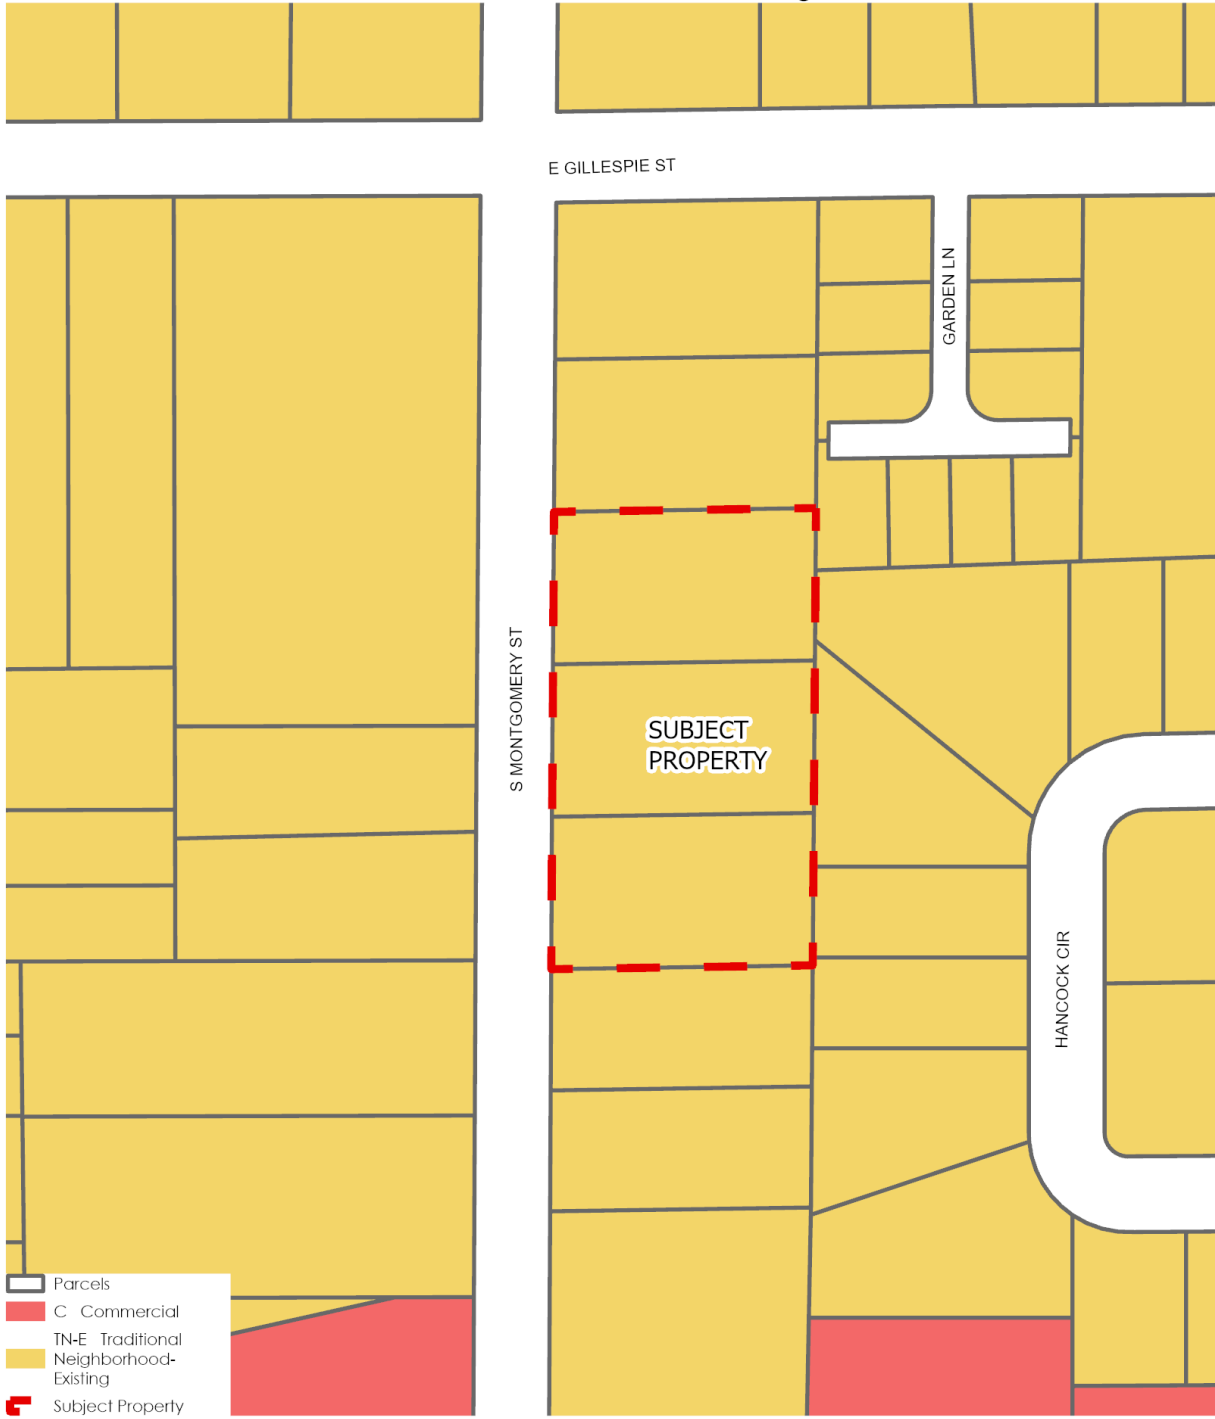 E GILLESPIE ST
GARDEN LN
S MONTGOMERY ST
SUBJECT
PROPERTY
HANCOCK CIR
Parcels
C Commercial
TN-E Traditional
Neighborhood-
Existing
Subject Property